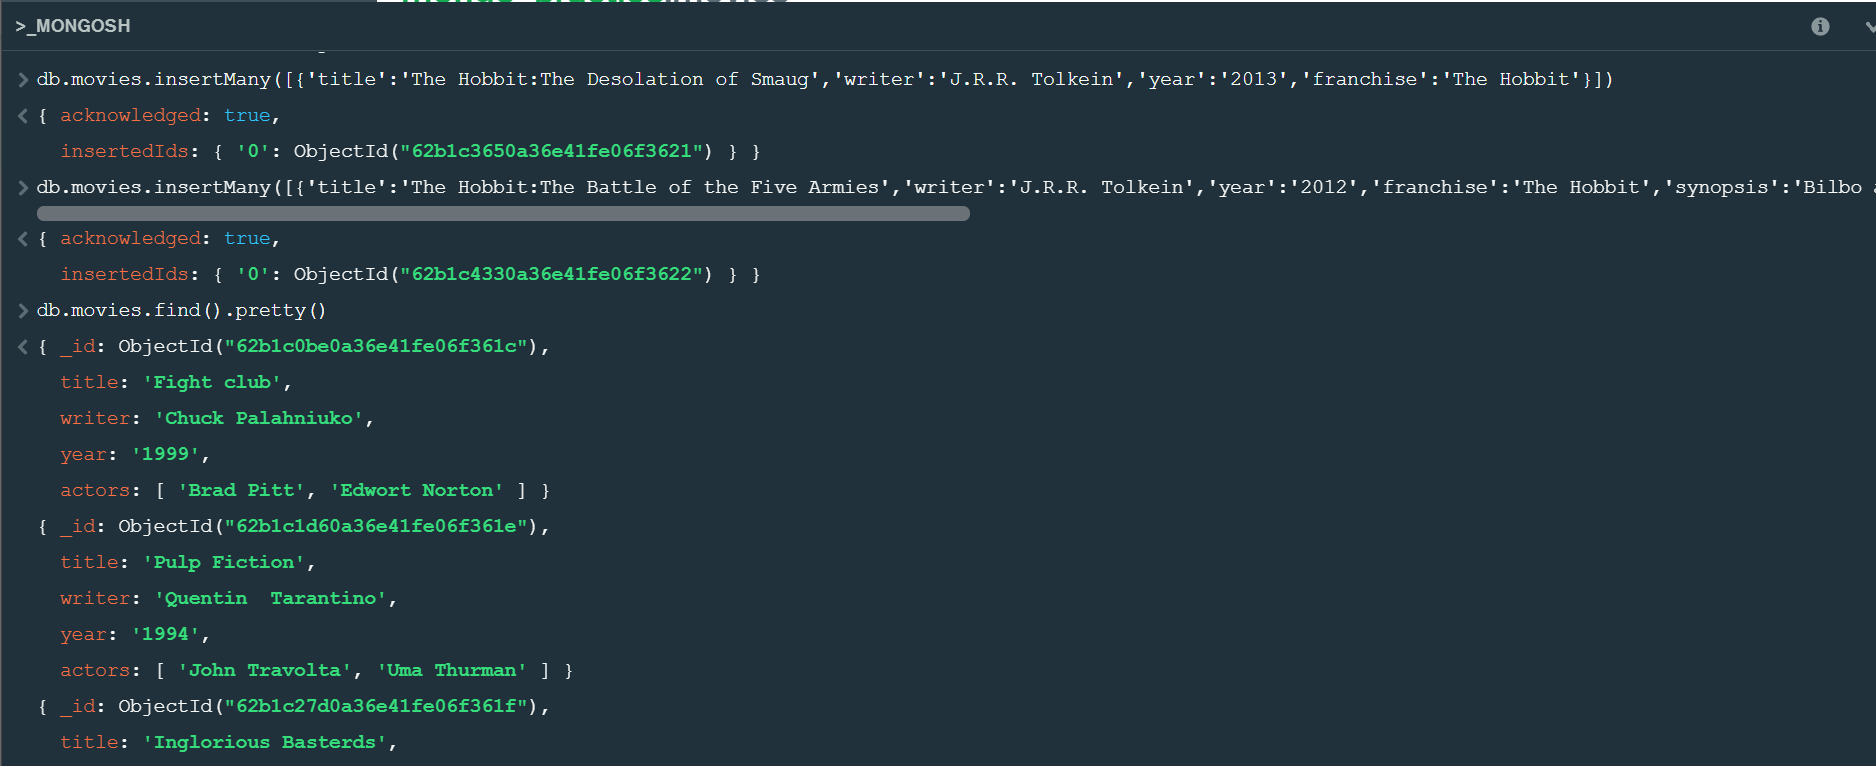 >_MONGOSH
> db.movies.insertMany([{'title':'The Hobbit:The Desolation of Smaug','writer':'J.R.R. Tolkein','year':'2013','franchise':'The Hobbit'}])
< { acknowledged: true,
insertedIds: { '0': ObjectId("62b1c3650a36e41fe06f3621") } }
> db.movies.insertMany([{'title':'The Hobbit:The Battle of the Five Armies','writer':'J.R.R. Tolkein','year':'2012','franchise':'The Hobbit','synopsis':'Bilbo
< { acknowledged: true,
insertedIds: { '0': ObjectId("62b1c4330a36e41fe06f3622") } }
> db.movies.find().pretty()
< { _id: ObjectId("62b1c0be0a36e41fe06f361c"),
title: 'Fight club',
writer: 'Chuck Palahniuko',
year: '1999',
actors: [ 'Brad Pitt', 'Edwort Norton' ] }
{ _id: ObjectId("62b1c1d60a36e41fe06f361e"),
title: 'Pulp Fiction',
writer: 'Quentin  Tarantino',
year: '1994',
actors: [ 'John Travolta', 'Uma Thurman' ] }
{ _id: ObjectId("62b1c27d0a36e41fe06f361f"),
title: 'Inglorious Basterds',